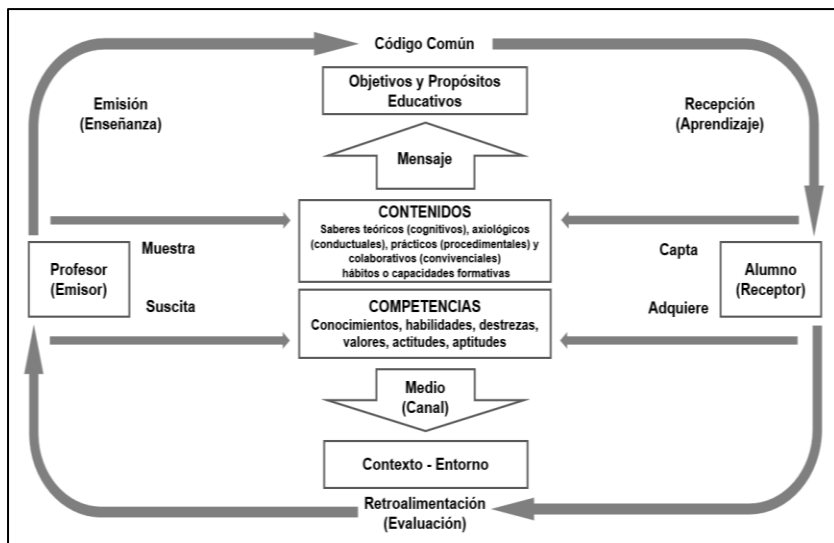 Código Común
Objetivos y Propósitos
Educativos
Emisión
(Enseñanza)
Recepción
(Aprendizaje)
Mensaje
CONTENIDOS
Saberes teóricos (cognitivos), axiológicos
(conductuales), prácticos (procedimentales) y
colaborativos (convivenciales)
hábitos o capacidades formativas
Muestra
Capta
Profesor
(Emisor)
Alumno
(Receptor)
Suscita
Adquiere
COMPETENCIAS
Conocimientos, habilidades, destrezas,
valores, actitudes, aptitudes
Medio
(Canal)
Contexto - Entorno
Retroalimentación
(Evaluación)